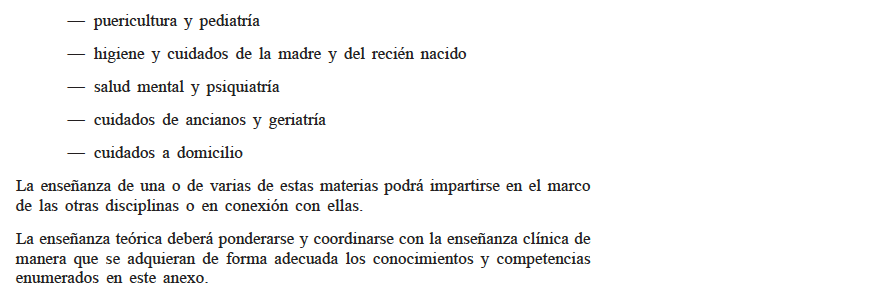 — puericultura y pediatría
— higiene y cuidados de la madre y del recién nacido
— salud mental y psiquiatría
— cuidados de ancianos y geriatría
— cuidados a domicilio
La enseñanza de una o de varias de estas materias podrá impartirse en el marco
de las otras disciplinas o en conexión con ellas.
La enseñanza teórica deberá ponderarse y coordinarse con la enseñanza clínica de
manera que se adquieran de forma adecuada los conocimientos y competencias
enumerados en este anexo.